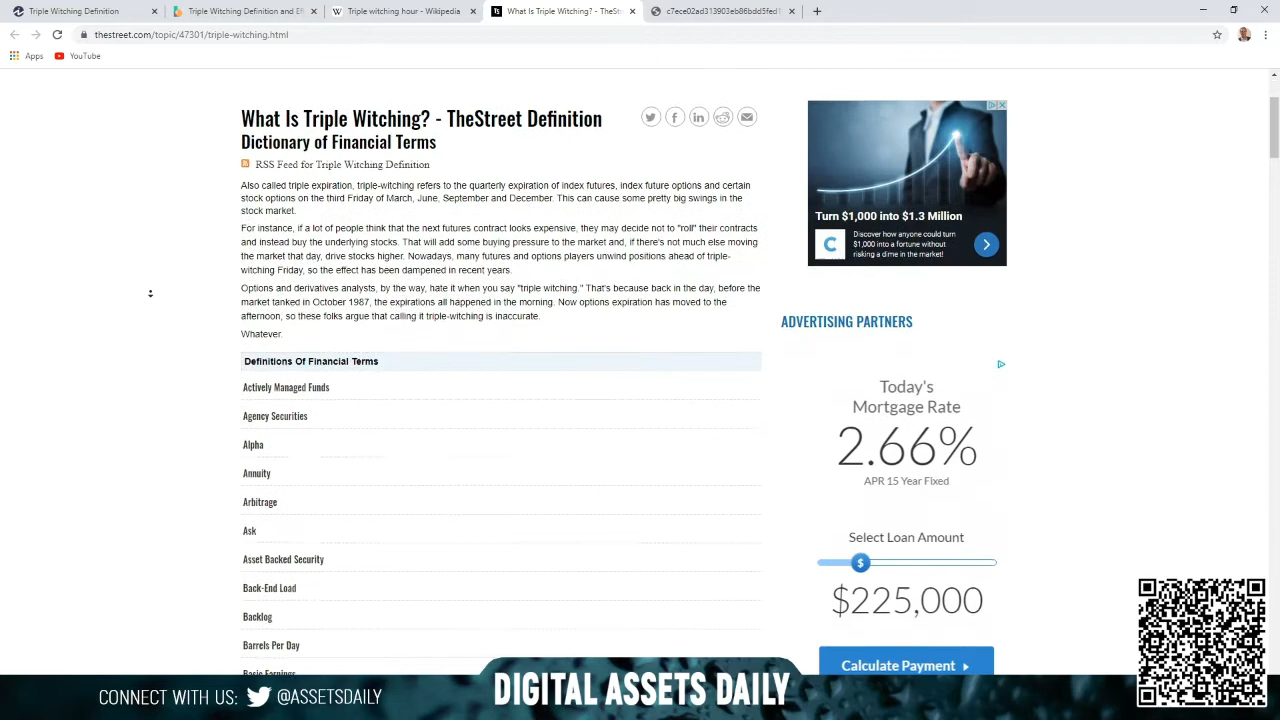 Triple Witching Definition
Triple Witching Definition and Ef
Triple witching hour - Wikipedia
What Is Triple Witching? - TheStr
c7ece02ad313903eb86bdd5fed1
thestreet.com/topic/47301/triple-witching.html
Apps
YouTube
What Is Triple Witching? - TheStreet Definition
Dictionary of Financial Terms
RSS Feed for Triple Witching Definition
Also called triple expiration, triple-witching refers to the quarterly expiration of index futures, index future options and certain
stock options on the third Friday of March, June, September and December. This can cause some pretty big swings in the
stock market.
For instance, if a lot of people think that the next futures contract looks expensive, they may decide not to "roll" their contracts
and instead buy the underlying stocks. That will add some buying pressure to the market and, if there's not much else moving
the market that day, drive stocks higher. Nowadays, many futures and options players unwind positions ahead of triple-
witching Friday, so the effect has been dampened in recent years.
Options and derivatives analysts, by the way, hate it when you say "triple witching." That's because back in the day, before the
market tanked in October 1987, the expirations all happened in the morning. Now options expiration has moved to the
afternoon, so these folks argue that calling it triple-witching is inaccurate.
Whatever.
Definitions Of Financial Terms
Actively Managed Funds
Agency Securities
Alpha
Annuity
Arbitrage
Ask
Asset Backed Security
Back-End Load
Backlog
Barrels Per Day
Basic Earnings
Turn $1,000 into $1.3 Million
Discover how anyone could turn
$1,000 into a fortune without
risking a dime in the market!
ADVERTISING PARTNERS
Today's
Mortgage Rate
2.66%
APR 15 Year Fixed
Select Loan Amount
$
$225,000
Calculate Payment
CONNECT WITH US: @ASSETSDAILY
DIGITAL ASSETS DAILY